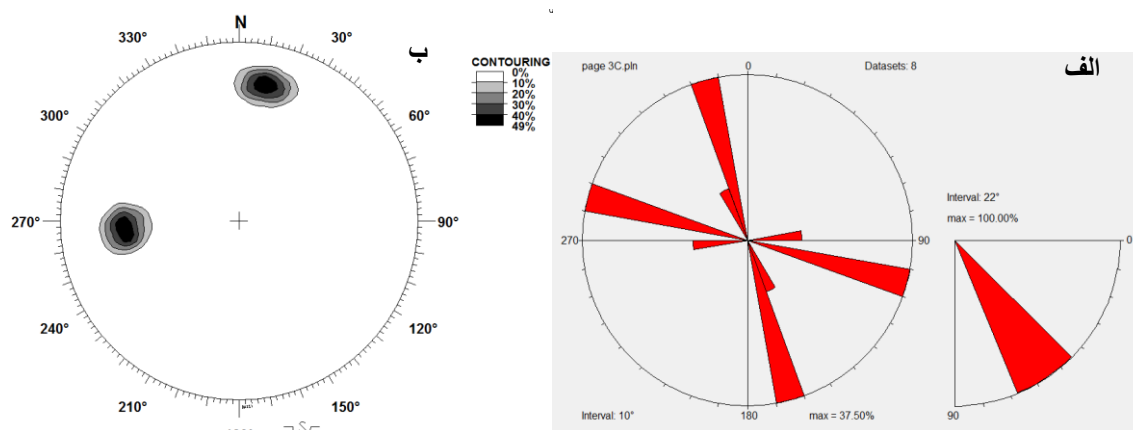 ب
N
330°
30°
300°
60°
270°
90°
240°
120°
210°
150°
CONTOURING
0%
10%
20%
30%
40%
49%
الف
page 3C.pln
0
Datasets: 8
270
90
180
Interval: 10°
max = 37.50%
Interval: 22°
max = 100.00%
0
90